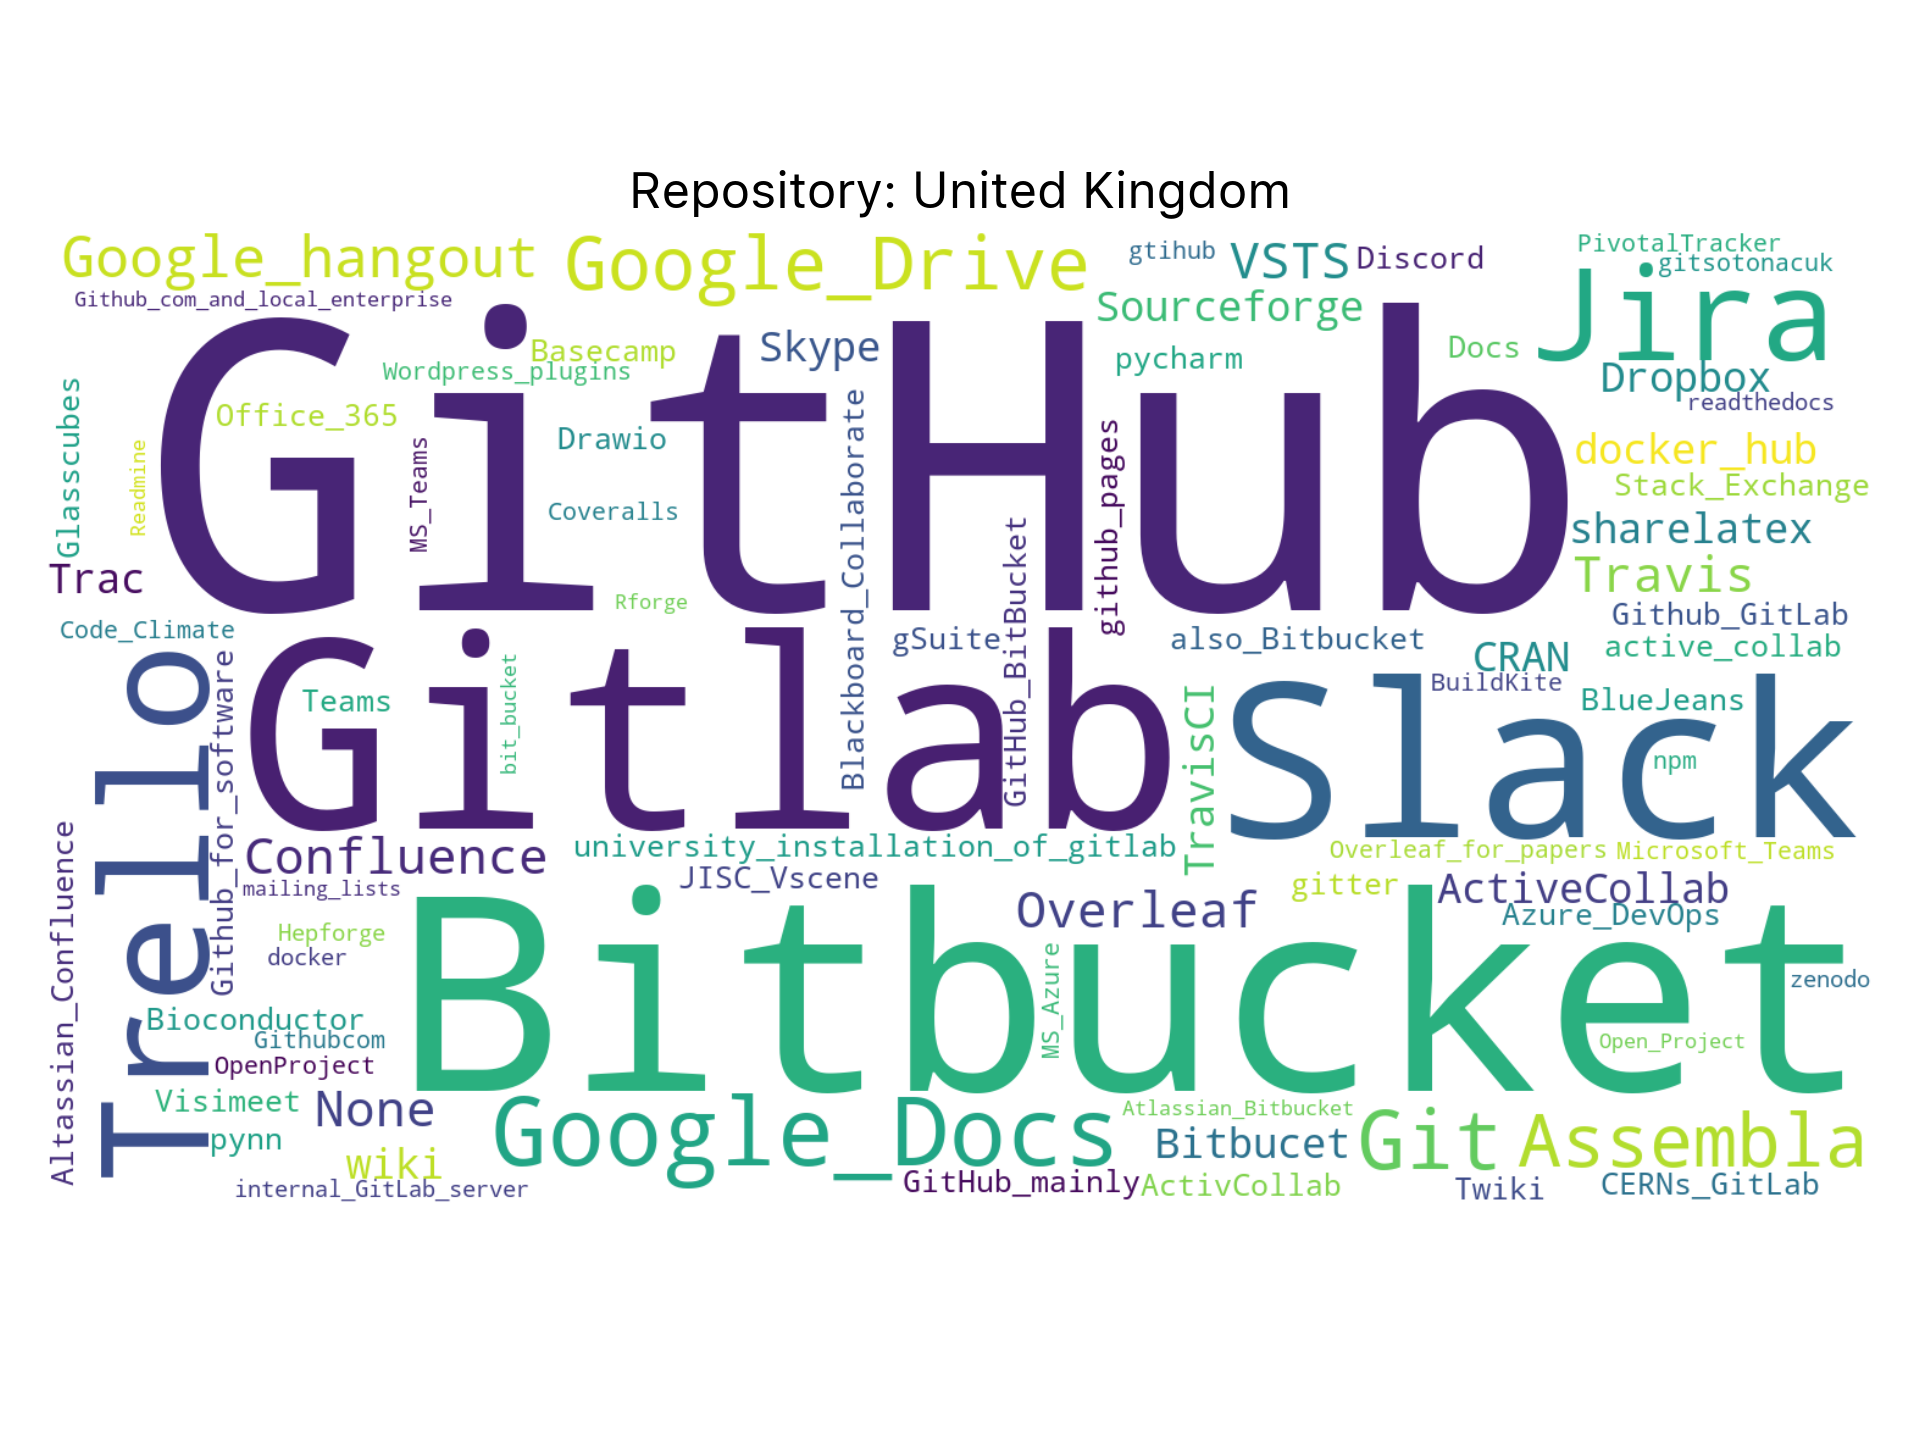 Repository: United Kingdom
Google_hangout
Google_Drive
gtihub
VSTS
Discord
PivotalTracker
gitsotonacuk
Github_com_and_local_enterprise
Sourceforge
Jira
GitHub
Basecamp
Skype
pycharm
Docs
Wordpress_plugins
Dropbox
readthedocs
Glasscubes
Office_365
Readmine
MS_Teams
Drawio
Blackboard_Collaborate
github_pages
docker_hub
Stack_Exchange
Coveralls
sharelatex
Trac
Travis
Rforge
GitHub_BitBucket
Github_GitLab
Code_Climate
gSuite
also_Bitbucket
CRAN
active_collab
Trello
Github_for_software
Gitlab
Teams
bit_bucket
TravisCI
Slack
BuildKite
BlueJeans
npm
Confluence
university_installation_of_gitlab
Overleaf_for_papers
Microsoft_Teams
Altassian_Confluence
mailing_lists
JISC_Vscene
gitter
ActiveCollab
Overleaf
Azure_DevOps
Hepforge
docker
Bitbucket
MS_Azure
zenodo
Bioconductor
Githubcom
Open_Project
OpenProject
Visimeet
None
Google_Docs
Atlassian_Bitbucket
Git
Assembla
pynn
Bitbucet
wiki
internal_GitLab_server
GitHub_mainly
ActivCollab
Twiki
CERNs_GitLab